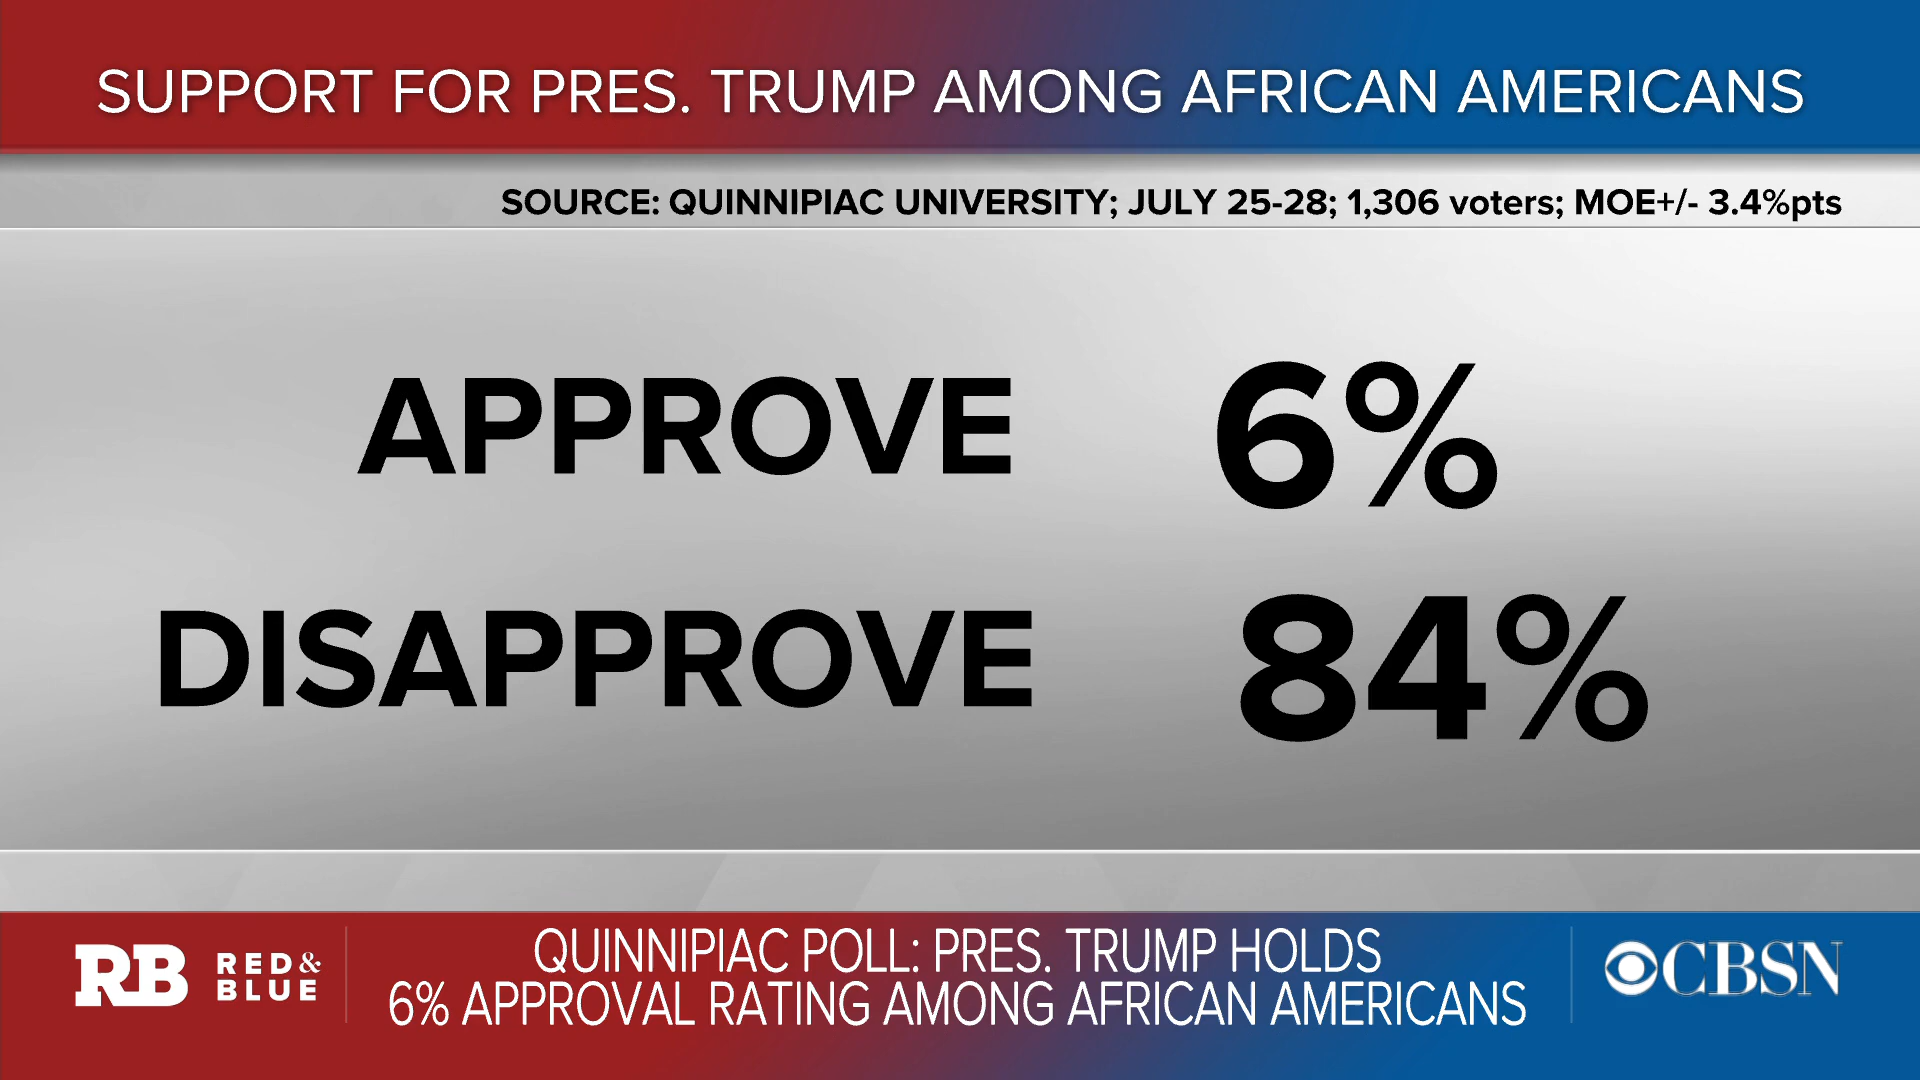 SUPPORT FOR PRES. TRUMP AMONG AFRICAN AMERICANS
SOURCE: QUINNIPIAC UNIVERSITY; JULY 25-28; 1,306 voters; MOE+/- 3.4%pts
APPROVE 6%
DISAPPROVE 84%
RB RED & BLUE
QUINNIPIAC POLL: PRES. TRUMP HOLDS
6% APPROVAL RATING AMONG AFRICAN AMERICANS
CBSN